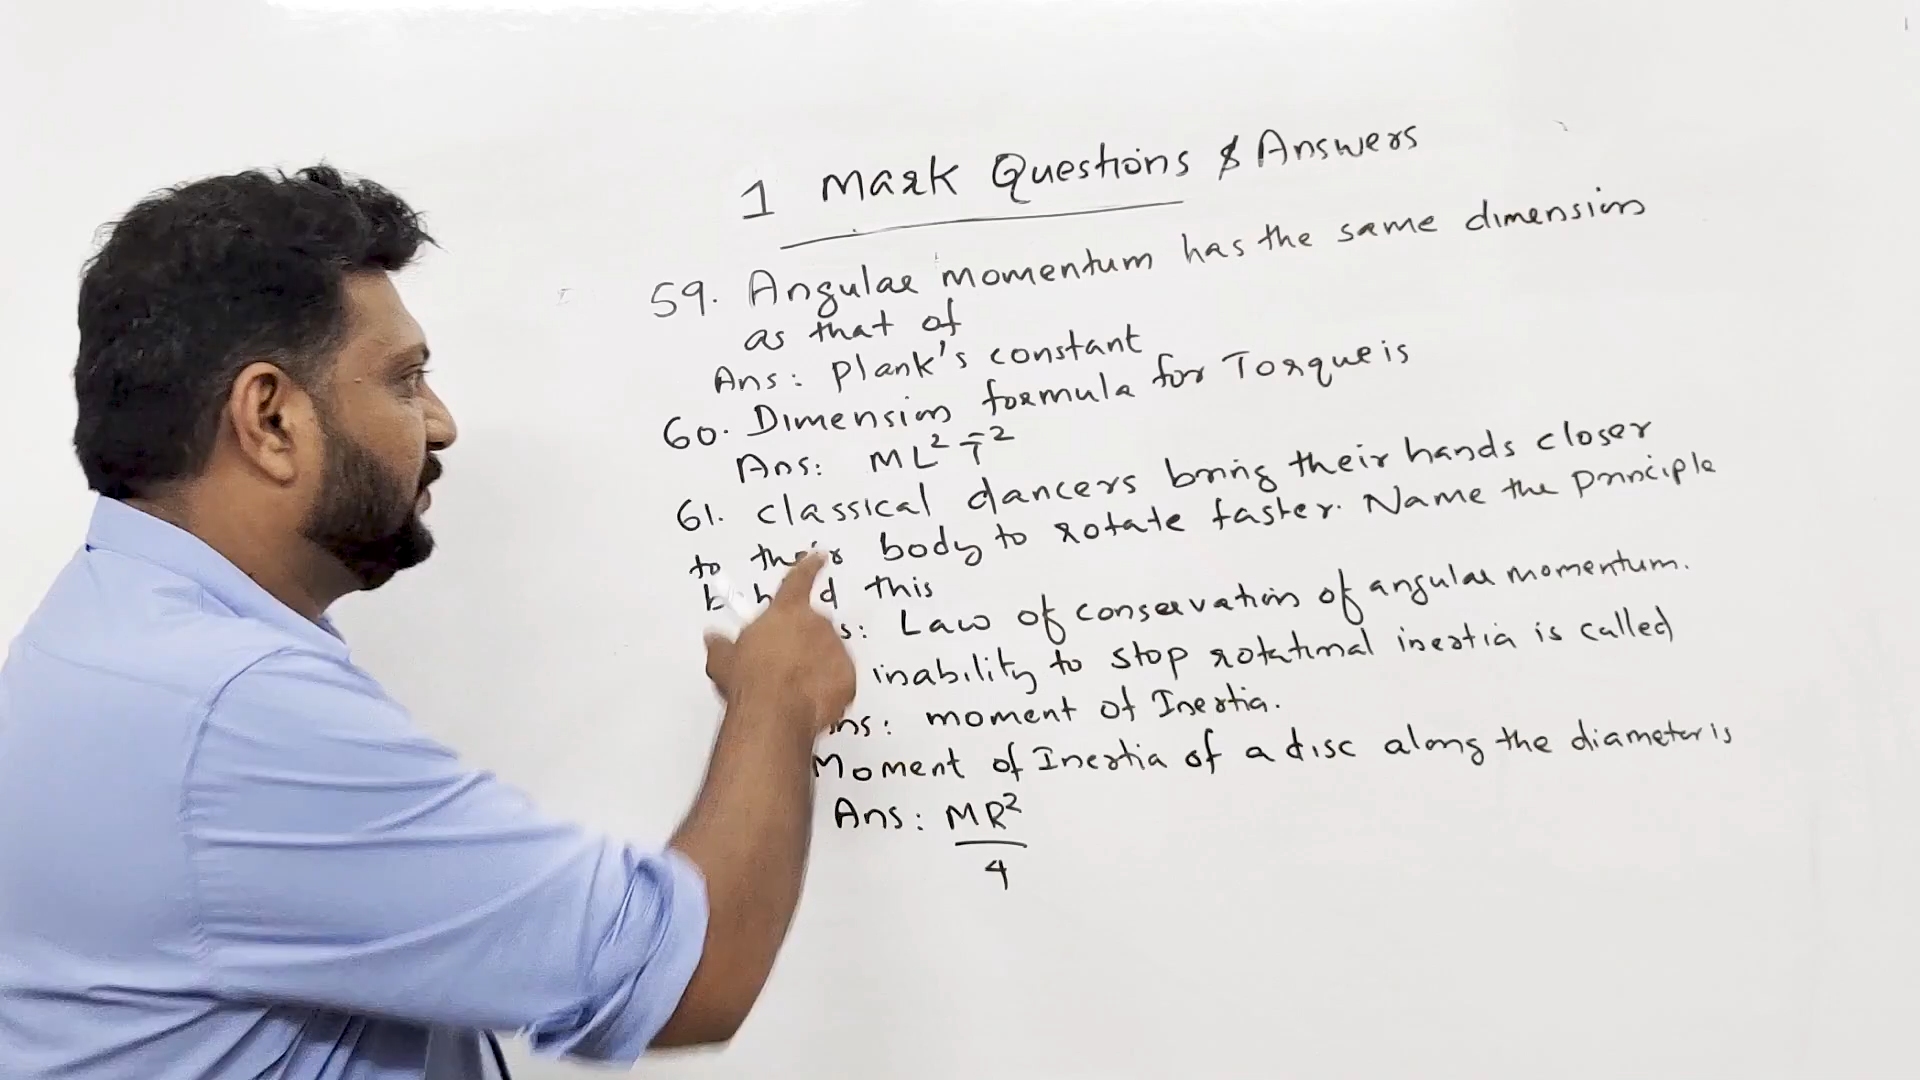 1 Mark Questions & Answers
59. Angular momentum has the same dimension
as that of
Ans: Plank's constant
60. Dimension formula for Torque is
Ans: ML² T⁻²
61. Classical dancers bring their hands closer
to their body to rotate faster. Name the Principle
this
s: Law of conservation of angular momentum.
inability to stop rotational inertia is called
ns: moment of Inertia.
Moment of Inertia of a disc along the diameter is
Ans: MR²
4